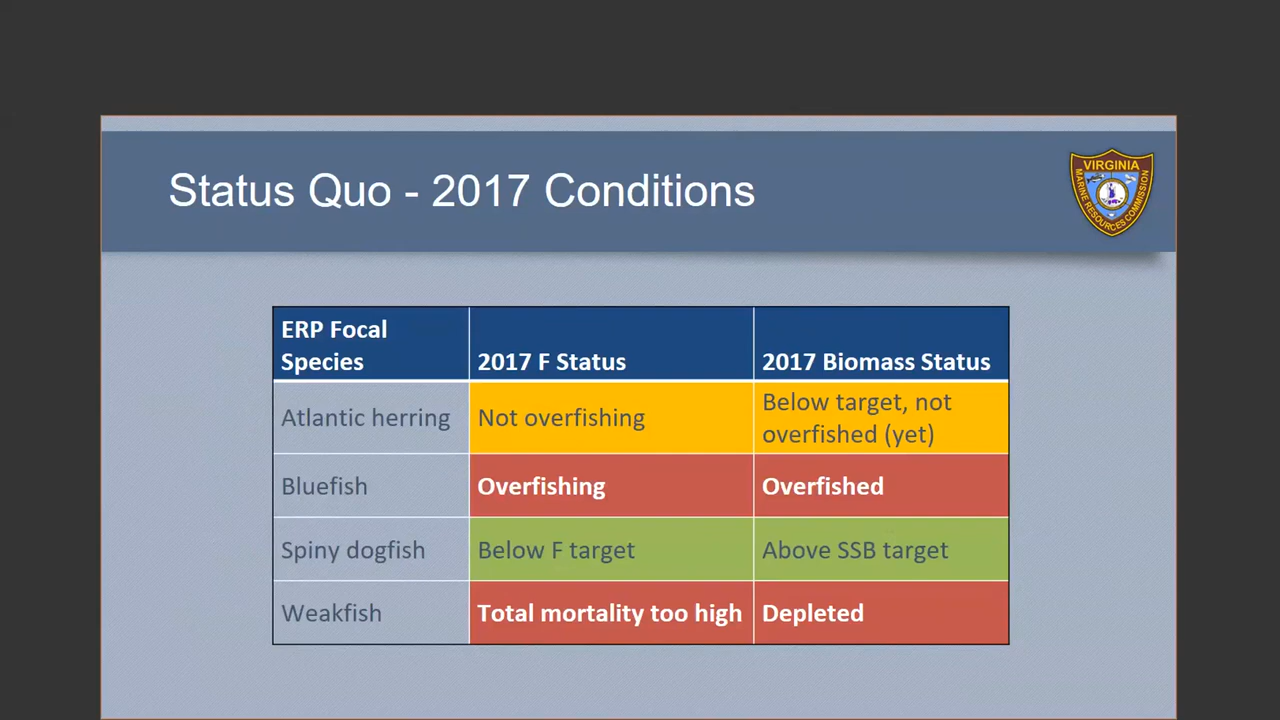 Status Quo - 2017 Conditions
VIRGINIA
MARINE RESOURCES COMMISSION
ERP Focal
Species
2017 F Status
2017 Biomass Status
Atlantic herring
Not overfishing
Below target, not
overfished (yet)
Bluefish
Overfishing
Overfished
Spiny dogfish
Below F target
Above SSB target
Weakfish
Total mortality too high
Depleted